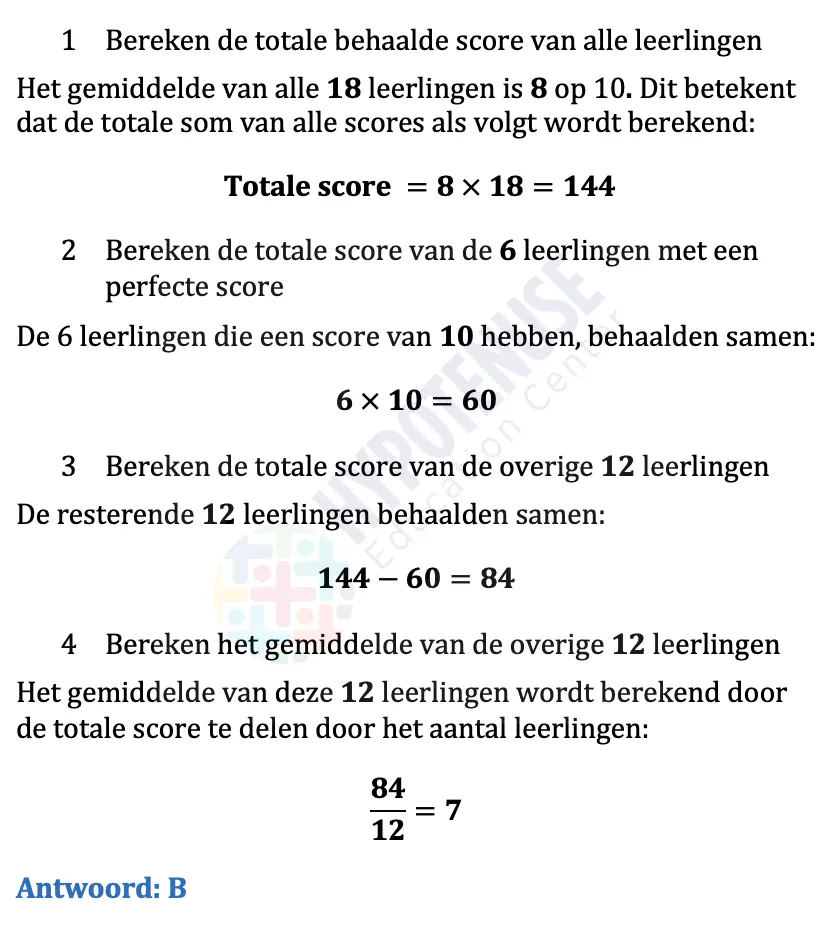 1 Bereken de totale behaalde score van alle leerlingen
Het gemiddelde van alle 18 leerlingen is 8 op 10. Dit betekent
dat de totale som van alle scores als volgt wordt berekend:
Totale score = 8 × 18 = 144
2 Bereken de totale score van de 6 leerlingen met een
perfecte score
De 6 leerlingen die een score van 10 hebben, behaalden samen:
6 × 10 = 60
3 Bereken de totale score van de overige 12 leerlingen
De resterende 12 leerlingen behaalden samen:
144 − 60 = 84
4 Bereken het gemiddelde van de overige 12 leerlingen
Het gemiddelde van deze 12 leerlingen wordt berekend door
de totale score te delen door het aantal leerlingen:
84
12
= 7
Antwoord: B
HYPOTENUSE
Education Center